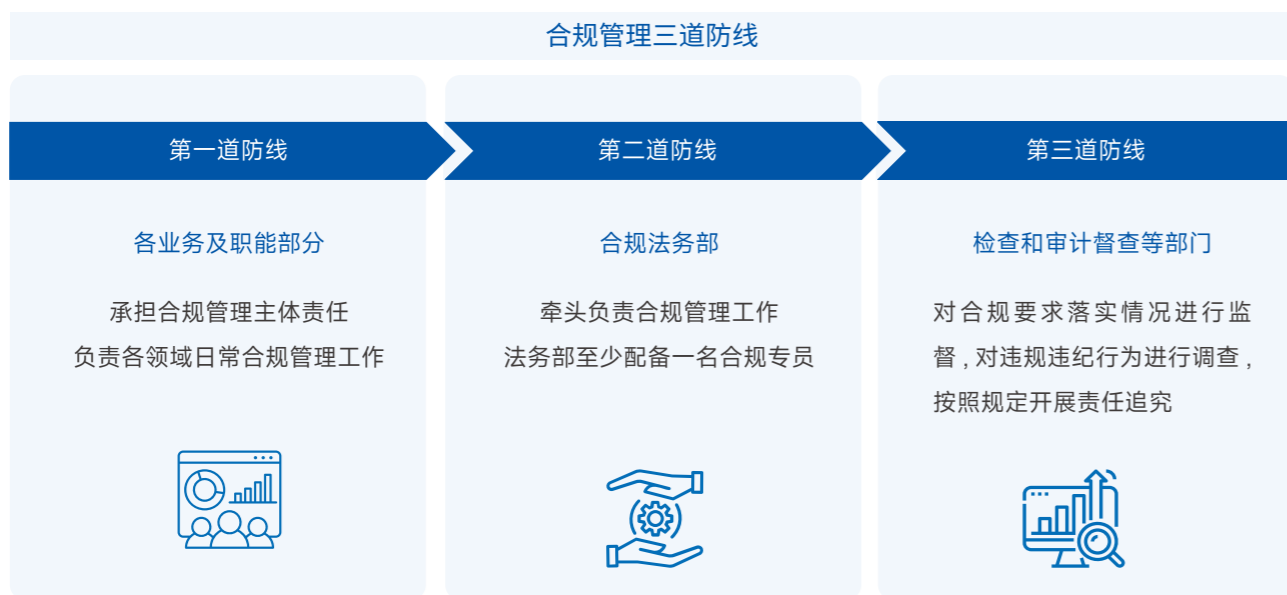 合规管理三道防线
第一道防线
第二道防线
第三道防线
各业务及职能部分
承担合规管理主体责任
负责各领域日常合规管理工作
合规法务部
牵头负责合规管理工作
法务部至少配备一名合规专员
检查和审计督查等部门
对合规要求落实情况进行监
督,对违规违纪行为进行调查,
按照规定开展责任追究